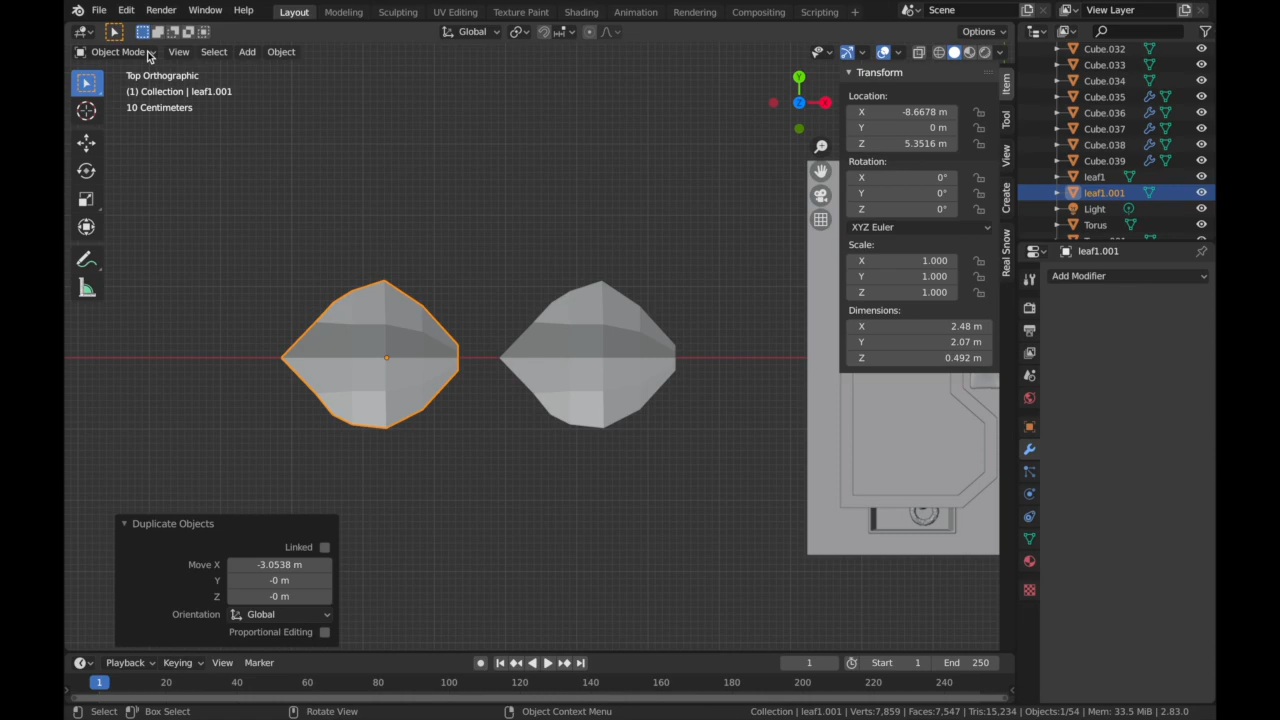 File Edit Render Window Help Layout Modeling Sculpting UV Editing Texture Paint Shading Animation Rendering Compositing Scripting Scene View Layer
Global Options
Object Mode View Select Add Object
Top Orthographic
(1) Collection | leaf1.001
10 Centimeters
Y
X
Z
Transform
Location:
X -8.6678 m
Y 0 m
Z 5.3516 m
Rotation:
X 0°
Y 0°
Z 0°
XYZ Euler
Scale:
X 1.000
Y 1.000
Z 1.000
Dimensions:
X 2.48 m
Y 2.07 m
Z 0.492 m
Item
Tool
View
Create
Real Snow
Cube.032
Cube.033
Cube.034
Cube.035
Cube.036
Cube.037
Cube.038
Cube.039
leaf1
leaf1.001
Light
Torus
leaf1.001
Add Modifier
Duplicate Objects
Linked
Move X -3.0538 m
Y -0 m
Z -0 m
Orientation Global
Proportional Editing
Playback Keying View Marker 1 Start 1 End 250
1 20 40 60 80 100 120 140 160 180 200 220 240
Select Box Select Rotate View Object Context Menu Collection | leaf1.001 | Verts:7,859 | Faces:7,547 | Tris:15,234 | Objects:1/54 | Mem: 33.5 MiB | 2.83.0